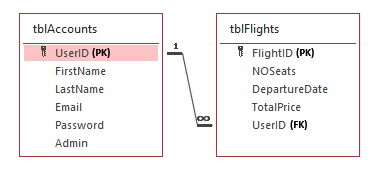 tblAccounts
UserID (PK)
FirstName
LastName
Email
Password
Admin
1
∞
tblFlights
FlightID (PK)
NOSeats
DepartureDate
TotalPrice
UserID (FK)